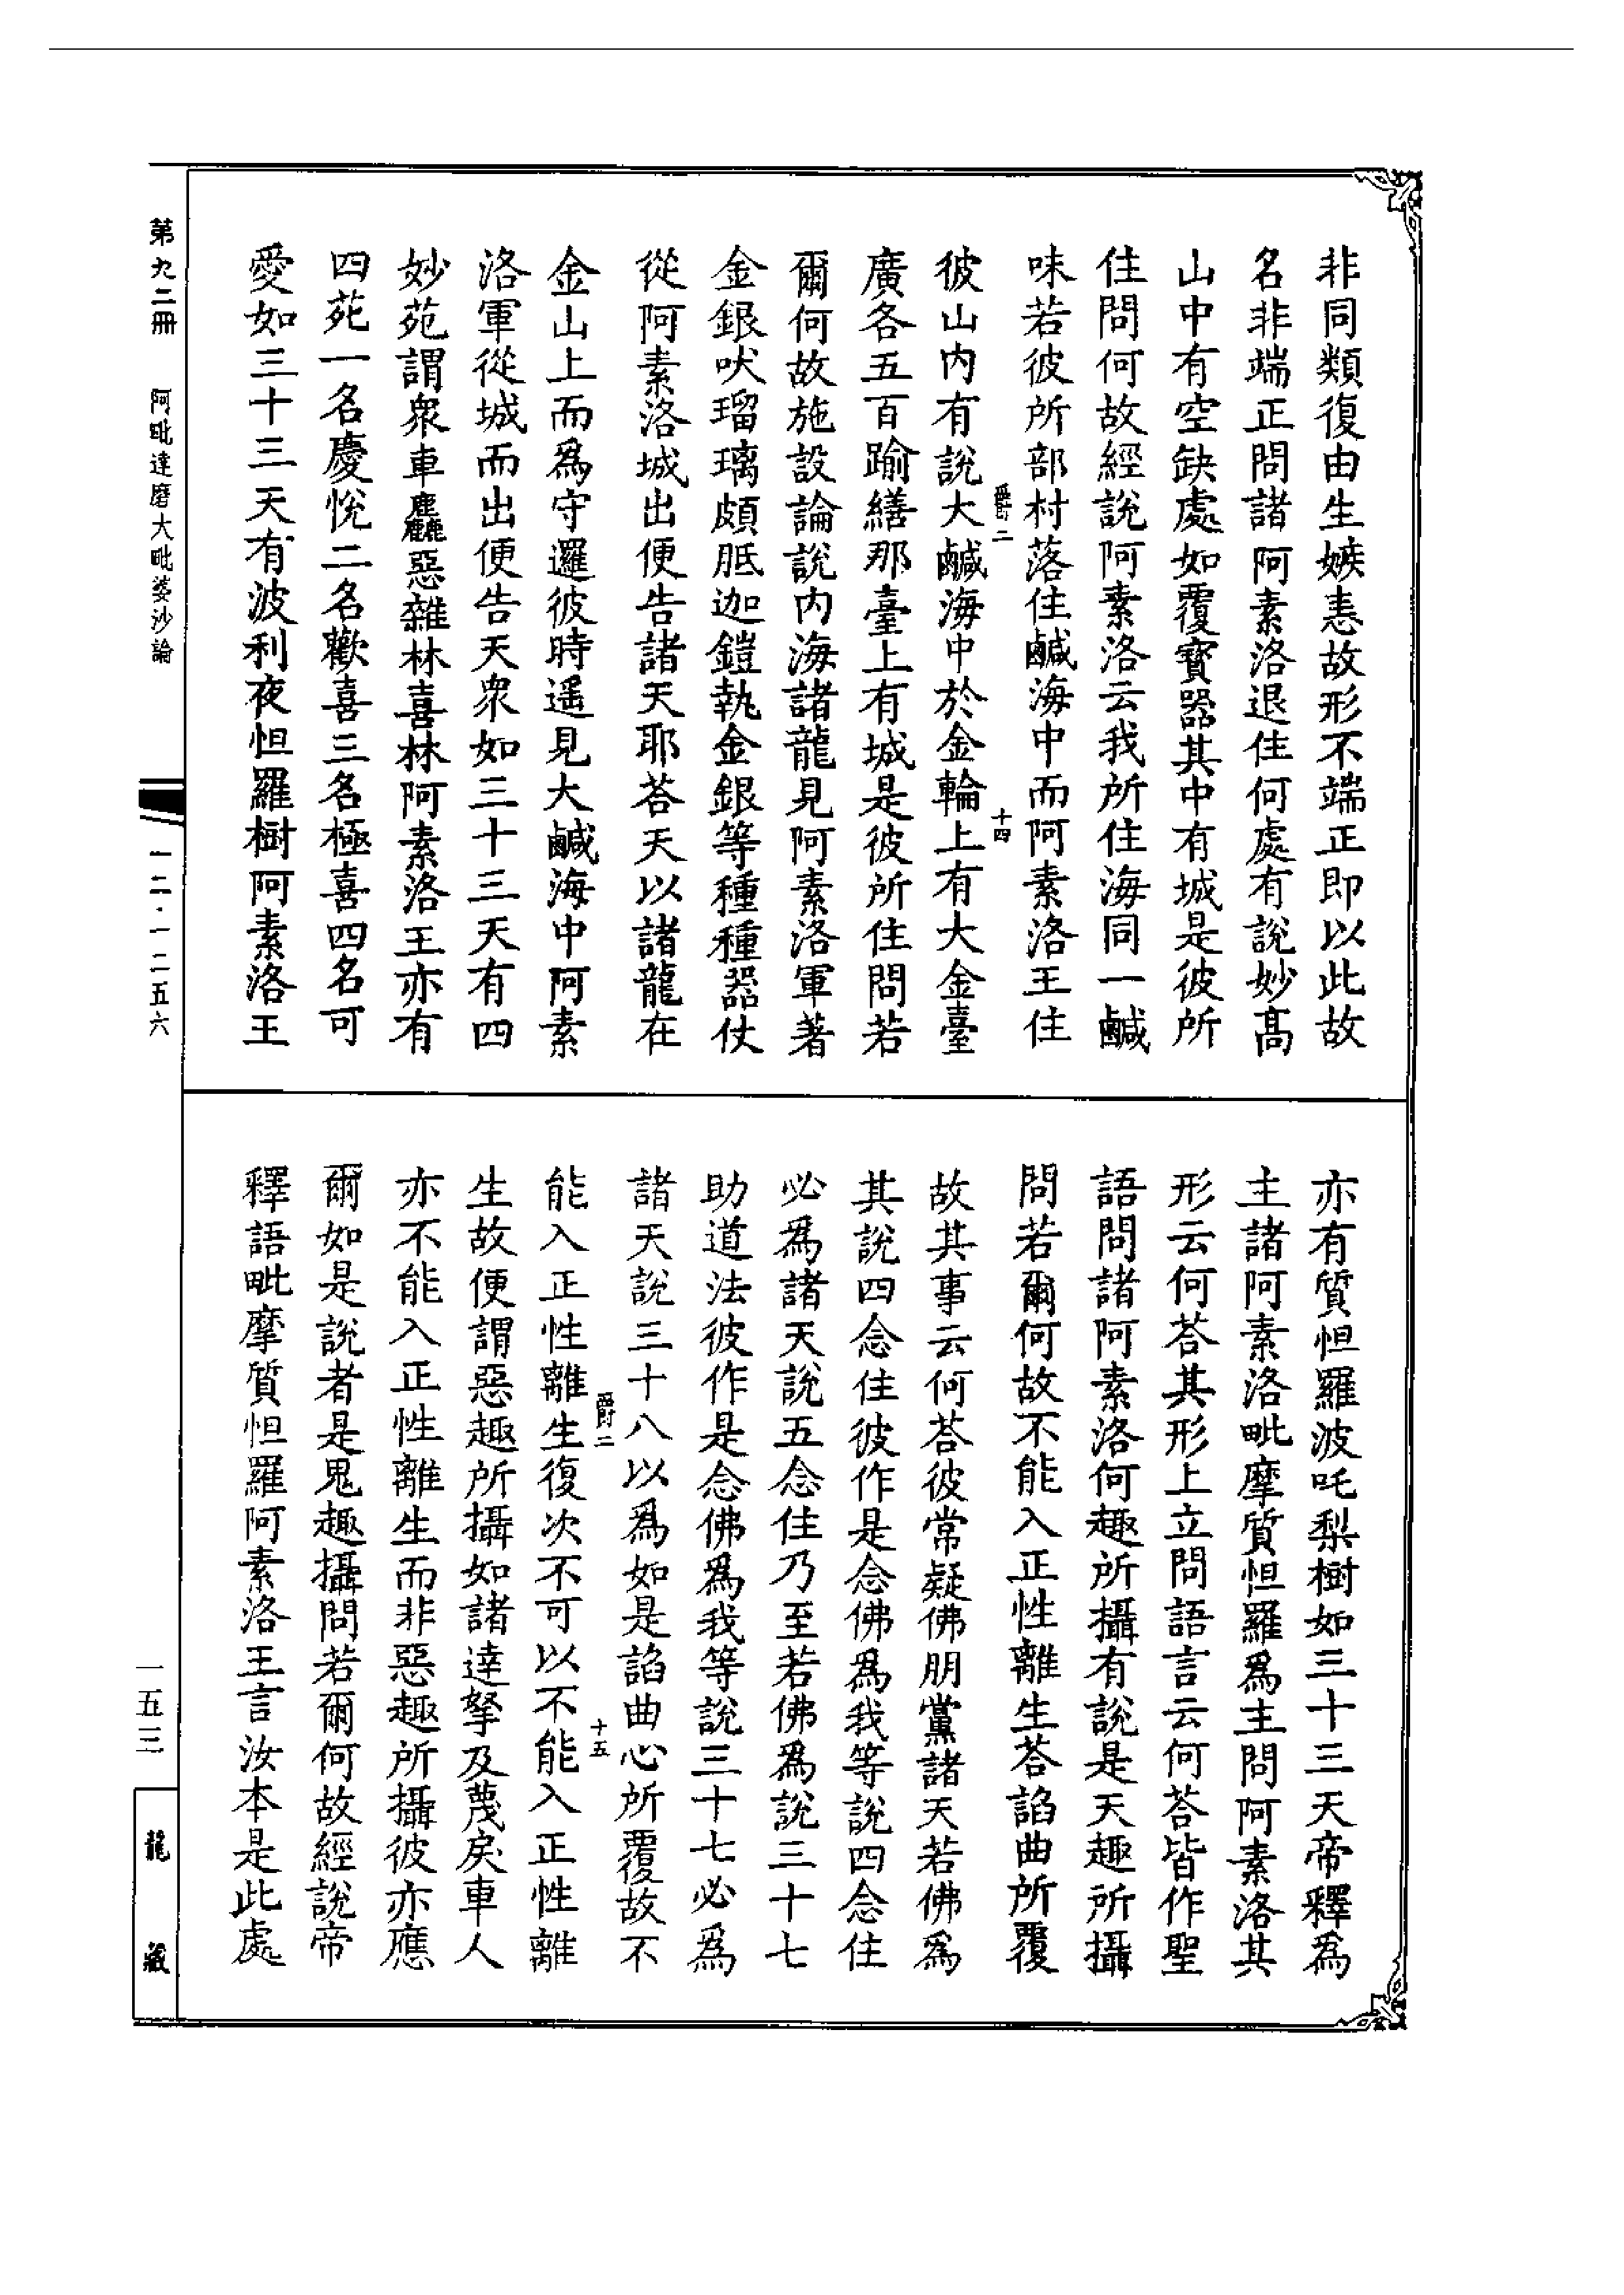 非同類復由生嫉恚故形不端正即以此故
名非端正問諸阿素洛退住何處有說妙高
山中有空缺處如覆寶器其中有城是彼所
住問何故經說阿素洛云我所住海同一鹹
味若彼所部村落住鹹海中而阿素洛王住
爵二
十四
彼山内有說大鹹海中於金輪上有大金臺
廣各五百踰繕那臺上有城是彼所住問若
爾何故施設論說内海諸龍見阿素洛軍著
金銀吠瑠璃頗胝迦鎧執金銀等種種器仗
從阿素洛城出便告諸天耶荅天以諸龍在
金山上而爲守邏彼時遥見大鹹海中阿素
洛軍從城而出便告天衆如三十三天有四
妙苑謂衆車麤惡雜林喜林阿素洛王亦有
四苑一名慶悅二名歡喜三名極喜四名可
愛如三十三天有波利夜怛羅樹阿素洛王
亦有質怛羅波吒梨樹如三十三天帝釋爲
主諸阿素洛毗摩質怛羅爲主問阿素洛其
形云何荅其形上立問語言云何荅皆作聖
語問諸阿素洛何趣所攝有說是天趣所攝
問若爾何故不能入正性離生荅諂曲所覆
故其事云何荅彼常疑佛朋黨諸天若佛爲
其說四念住彼作是念佛爲我等說四念住
必爲諸天說五念住乃至若佛爲說三十七
助道法彼作是念佛爲我等說三十七必爲
諸天說三十八以爲如是諂曲心所覆故不
爵二
十五
能入正性離生復次不可以不能入正性離
生故便謂惡趣所攝如諸達拏及蔑戾車人
亦不能入正性離生而非惡趣所攝彼亦應
爾如是說者是鬼趣攝問若爾何故經說帝
釋語毗摩質怛羅阿素洛王言汝本是此處
第九二冊
阿毗達磨大毗婆沙論
一二·一二五六
一五三
龍藏